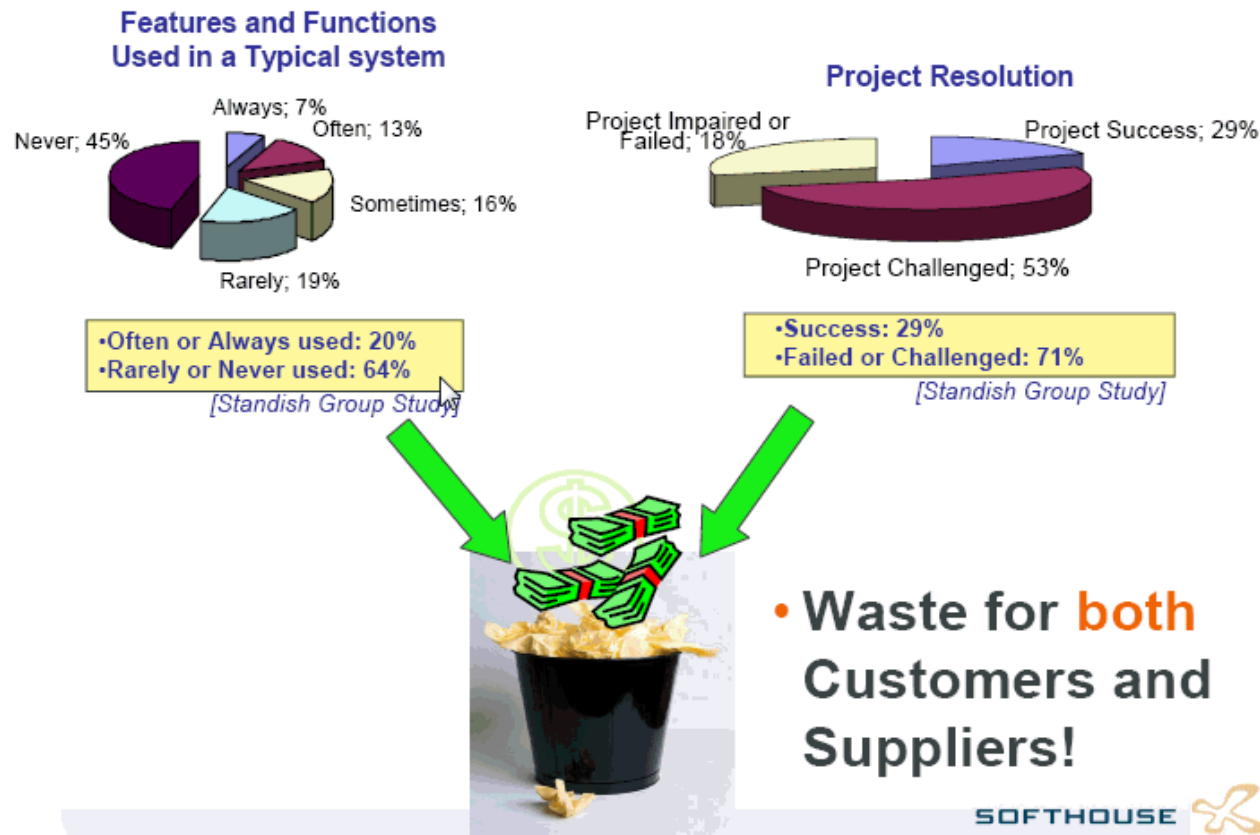 Features and Functions
Used in a Typical system
Always; 7%
Often; 13%
Never; 45%
Sometimes; 16%
Rarely; 19%
•Often or Always used: 20%
•Rarely or Never used: 64%
[Standish Group Study]
Project Resolution
Project Impaired or
Failed; 18%
Project Success; 29%
Project Challenged; 53%
•Success: 29%
•Failed or Challenged: 71%
[Standish Group Study]
• Waste for both
Customers and
Suppliers!
SOFTHOUSE